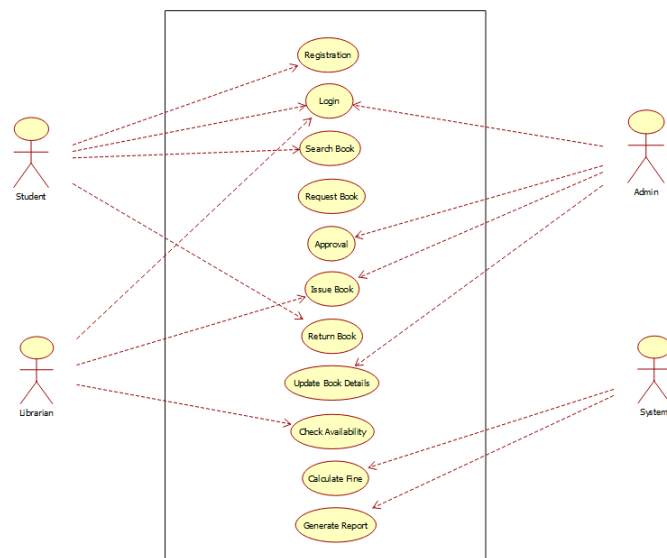 Registration
Login
Search Book
Student
Admin
Request Book
Approval
Issue Book
Return Book
Librarian
System
Update Book Details
Check Availability
Calculate Fine
Generate Report